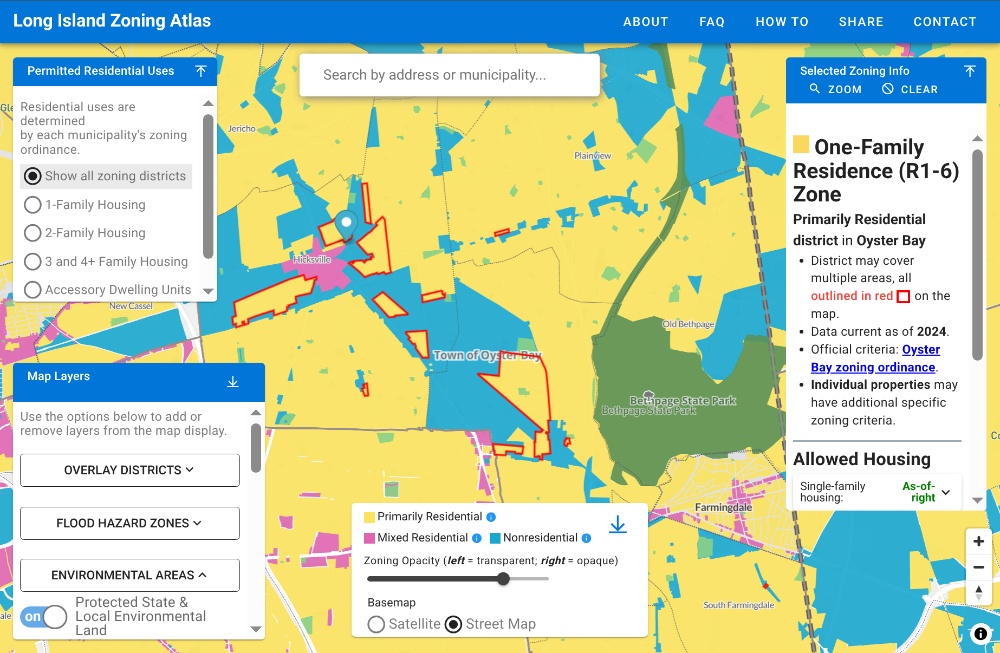 Long Island Zoning Atlas
ABOUT
FAQ
HOW TO
SHARE
CONTACT
Permitted Residential Uses
Residential uses are
determined
by each municipality's zoning
ordinance.
Show all zoning districts
1-Family Housing
2-Family Housing
3 and 4+ Family Housing
Accessory Dwelling Units
Search by address or municipality...
Selected Zoning Info
ZOOM
CLEAR
One-Family
Residence (R1-6)
Zone
Primarily Residential
district in Oyster Bay
• District may cover
multiple areas, all
outlined in red on the
map.
• Data current as of 2024.
• Official criteria: Oyster
Bay zoning ordinance.
• Individual properties may
have additional specific
zoning criteria.
Allowed Housing
Single-family
housing:
As-of-
right
Gle
Jericho
Plainview
Hicksville
New Cassel
Old Bethpage
Town of Oyster Bay
Bethpage State Park
Bethpage State Park
Farmingdale
South Farmingdale
Co
ale
Map Layers
Use the options below to add or
remove layers from the map display.
OVERLAY DISTRICTS
FLOOD HAZARD ZONES
ENVIRONMENTAL AREAS
on
Protected State &
Local Environmental
Land
Primarily Residential
Mixed Residential
Nonresidential
Zoning Opacity (left = transparent; right = opaque)
Basemap
Satellite
Street Map